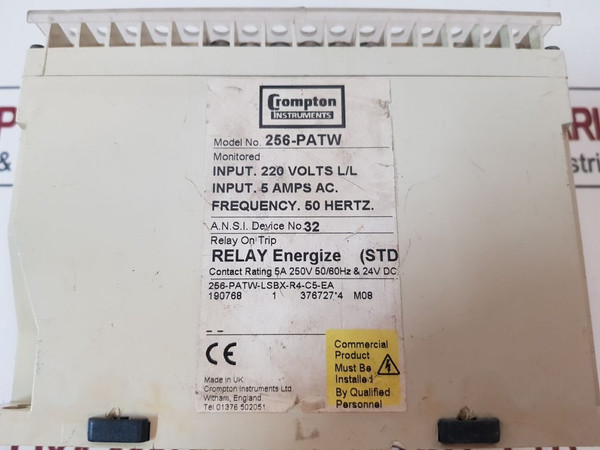 Crompton
INSTRUMENTS
Model No. 256-PATW
Monitored
INPUT. 220 VOLTS L/L
INPUT. 5 AMPS AC.
FREQUENCY. 50 HERTZ.
A.N.S.I. Device No. 32
Relay On Trip
RELAY Energize (STD
Contact Rating 5A 250V 50/60Hz & 24V DC
256-PATW-LSBX-R4-C5-EA
190768 1 376727*4 M08
- -
CE
Made in UK
Crompton Instruments Ltd
Witham, England
Tel 01376 502051
Commercial
Product
Must Be
Installed
By Qualified
Personnel